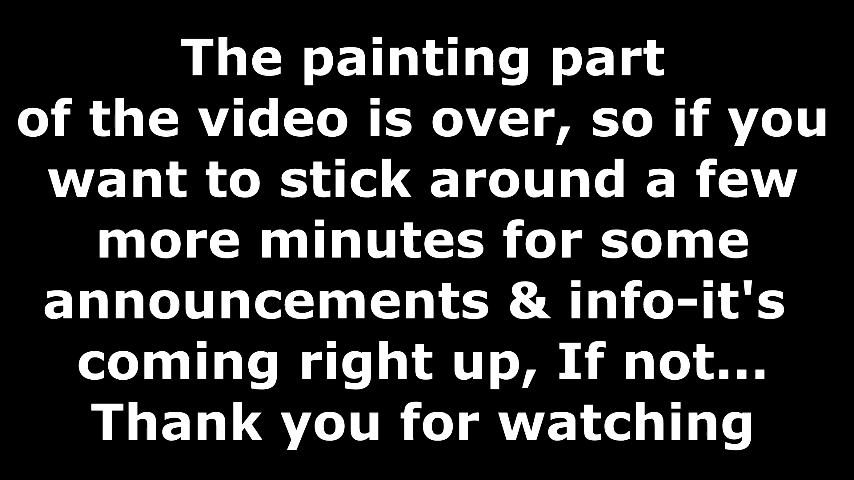 The painting part
of the video is over, so if you
want to stick around a few
more minutes for some
announcements & info-it's
coming right up, If not...
Thank you for watching